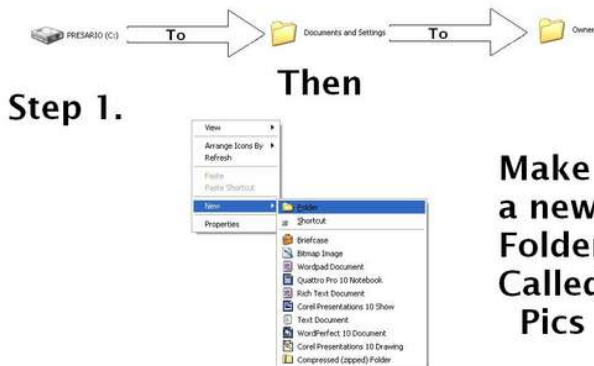 PRESARIO (C:) To Documents and Settings To Owner
Then
Step 1.
View
Arrange Icons By
Refresh
Paste
Paste Shortcut
New
Properties
Folder
Shortcut
Briefcase
Bitmap Image
Wordpad Document
Quattro Pro 10 Notebook
Rich Text Document
Corel Presentations 10 Show
Text Document
WordPerfect 10 Document
Corel Presentations 10 Drawing
Compressed (zipped) Folder
Make
a new
Folder
Called
Pics